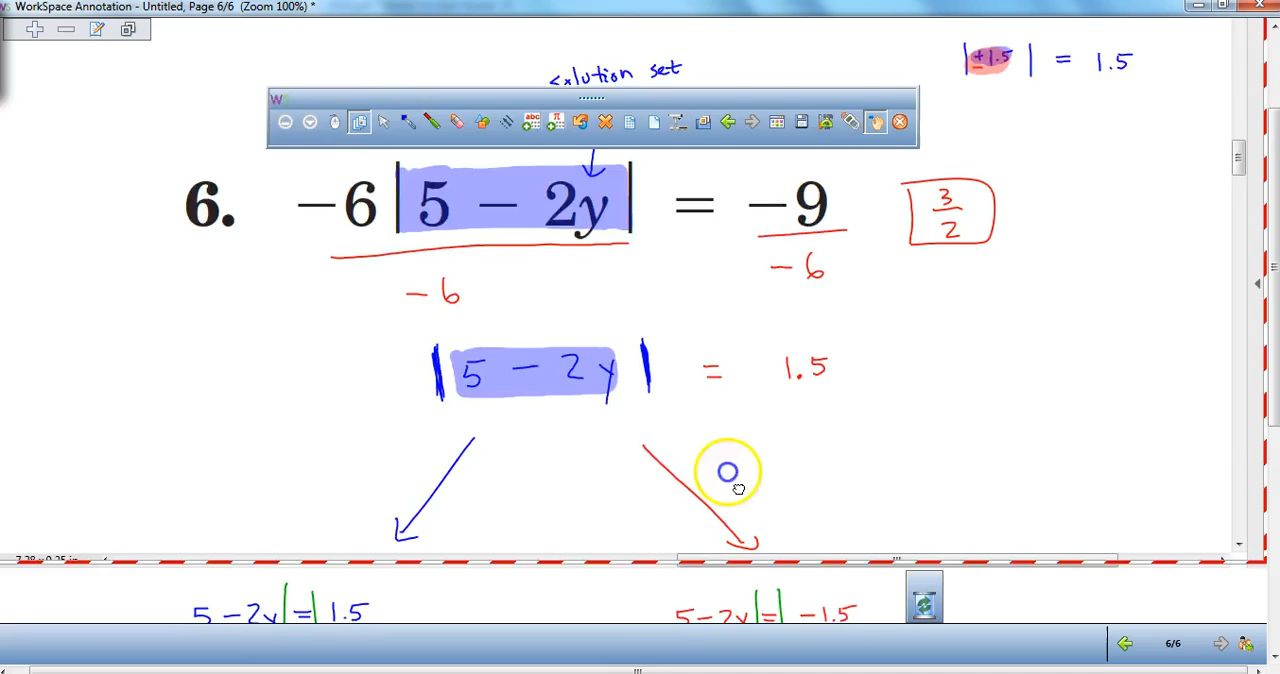 WorkSpace Annotation - Untitled, Page 6/6 (Zoom 100%) *
|±1.5| = 1.5
solution set
6. −6|5 − 2y| = −9
3/2
−6
−6
|5 − 2y| = 1.5
5 − 2y = 1.5
5 − 2y = −1.5
6/6